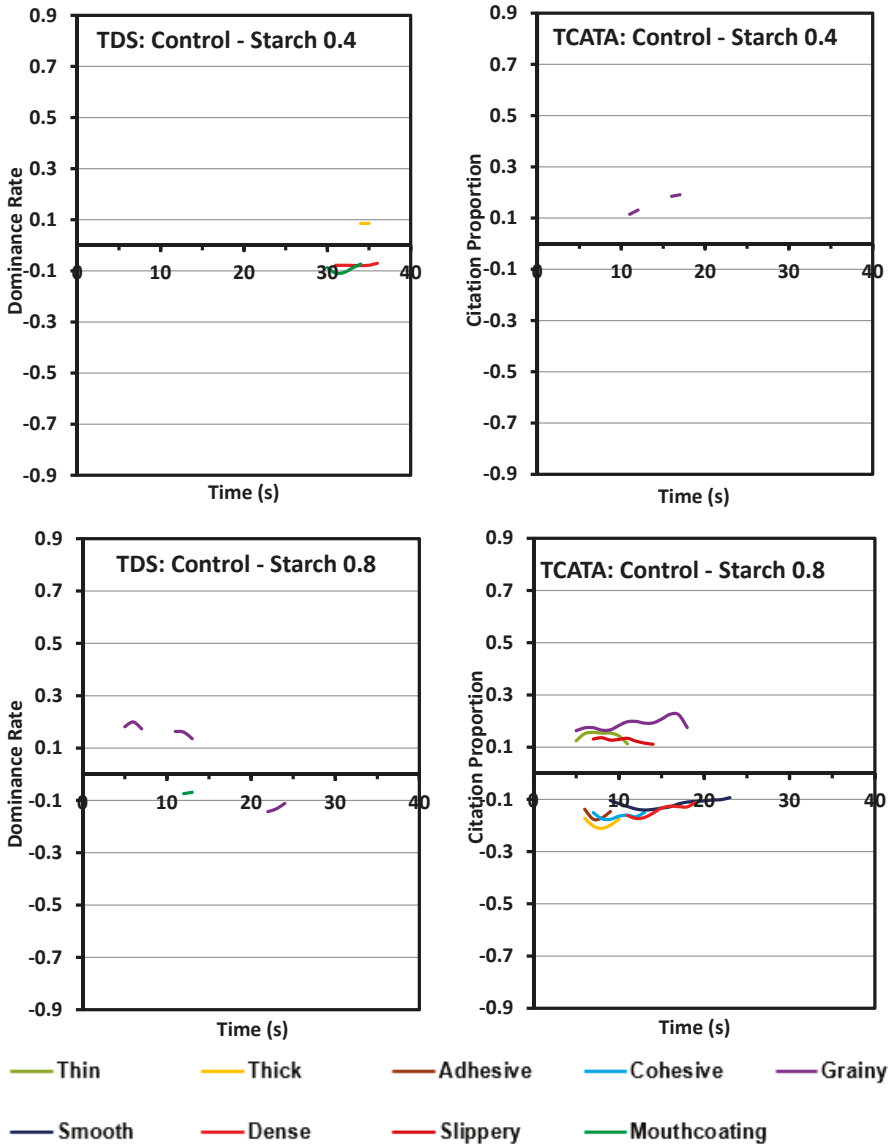 TDS: Control - Starch 0.4
0.9
0.7
0.5
0.3
0.1
-0.1
-0.3
-0.5
-0.7
-0.9
0 10 20 30 40
Dominance Rate
Time (s)
TCATA: Control - Starch 0.4
0.9
0.7
0.5
0.3
0.1
-0.1
-0.3
-0.5
-0.7
-0.9
0 10 20 30 40
Citation Proportion
Time (s)
TDS: Control - Starch 0.8
0.9
0.7
0.5
0.3
0.1
-0.1
-0.3
-0.5
-0.7
-0.9
0 10 20 30 40
Dominance Rate
Time (s)
TCATA: Control - Starch 0.8
0.9
0.7
0.5
0.3
0.1
-0.1
-0.3
-0.5
-0.7
-0.9
0 10 20 30 40
Citation Proportion
Time (s)
Thin Thick Adhesive Cohesive Grainy
Smooth Dense Slippery Mouthcoating